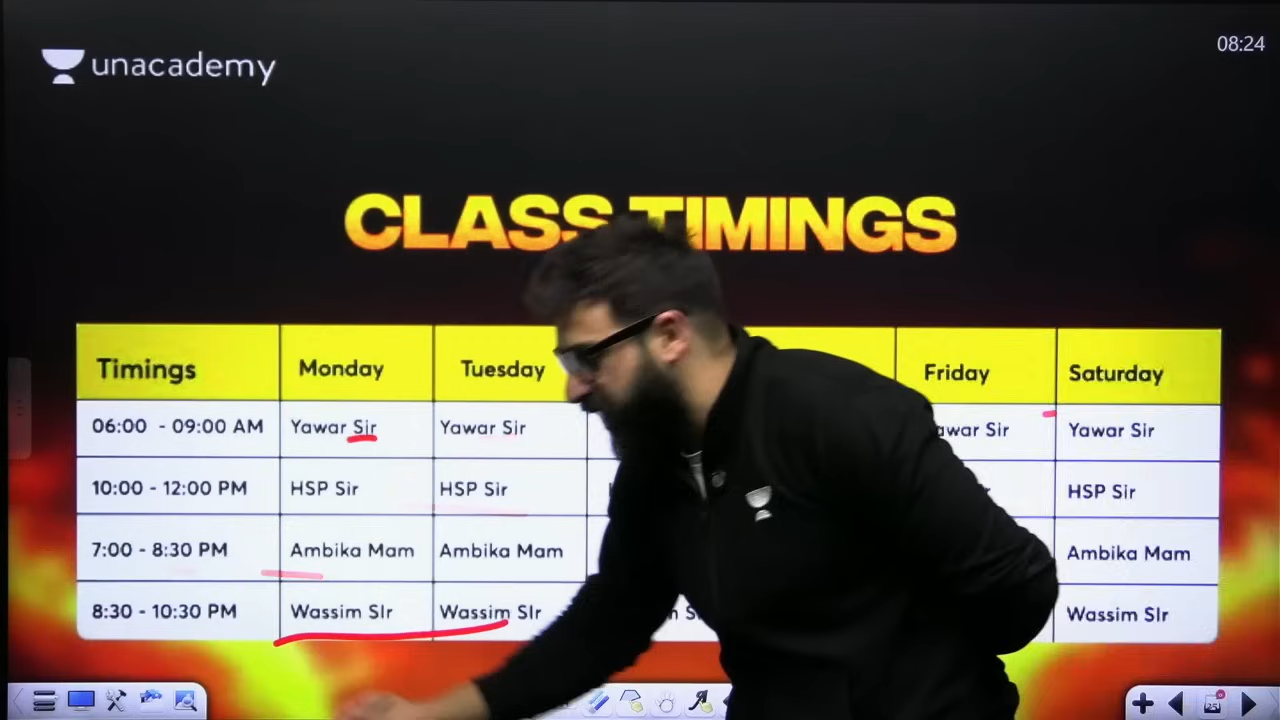 unacademy
08:24
CLASS TIMINGS
Timings Monday Tuesday Friday Saturday
06:00 - 09:00 AM Yawar Sir Yawar Sir Sir Yawar Sir
10:00 - 12:00 PM HSP Sir HSP Sir HSP Sir
7:00 - 8:30 PM Ambika Mam Ambika Mam Ambika Mam
8:30 - 10:30 PM Wassim SIr Wassim SIr Wassim SIr
25